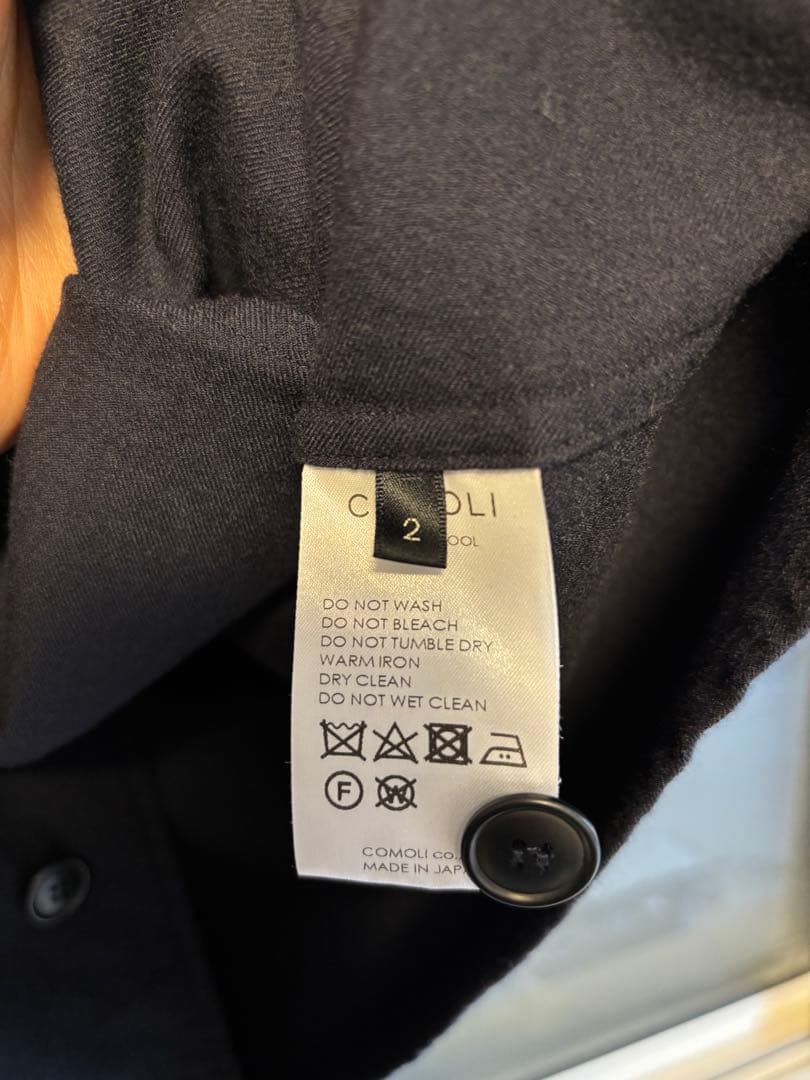 2
DO NOT WASH
DO NOT BLEACH
DO NOT TUMBLE DRY
WARM IRON
DRY CLEAN
DO NOT WET CLEAN
F
W
COMOLI co.
MADE IN